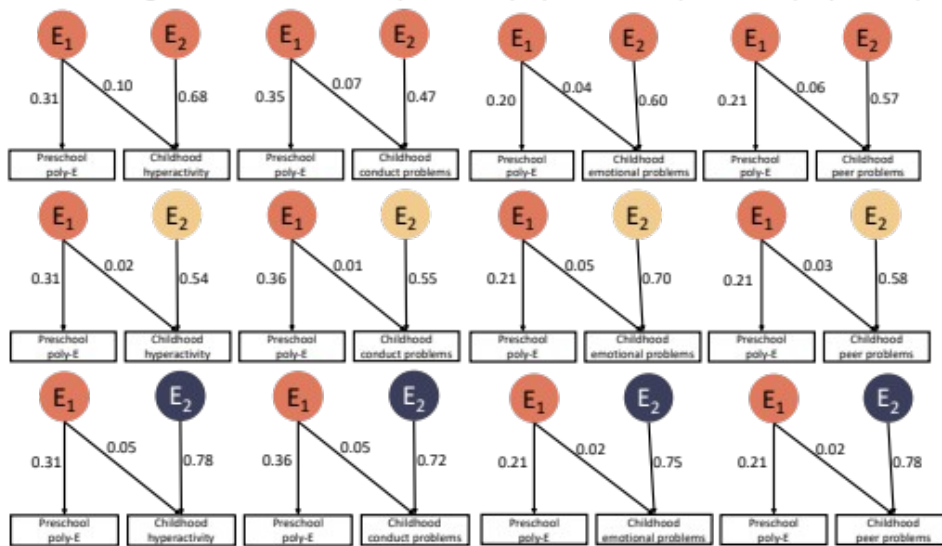 E1 E2 E1 E2 E1 E2 E1 E2
0.31 0.10 0.68 0.35 0.07 0.47 0.20 0.04 0.60 0.21 0.06 0.57
Preschool Childhood Preschool Childhood Preschool Childhood Preschool Childhood
poly-E hyperactivity poly-E conduct problems poly-E emotional problems poly-E peer problems
E1 E2 E1 E2 E1 E2 E1 E2
0.31 0.02 0.54 0.36 0.01 0.55 0.21 0.05 0.70 0.21 0.03 0.58
Preschool Childhood Preschool Childhood Preschool Childhood Preschool Childhood
poly-E hyperactivity poly-E conduct problems poly-E emotional problems poly-E peer problems
E1 E2 E1 E2 E1 E2 E1 E2
0.31 0.05 0.78 0.36 0.05 0.72 0.21 0.02 0.75 0.21 0.02 0.78
Preschool Childhood Preschool Childhood Preschool Childhood Preschool Childhood
poly-E hyperactivity poly-E conduct problems poly-E emotional problems poly-E peer problems